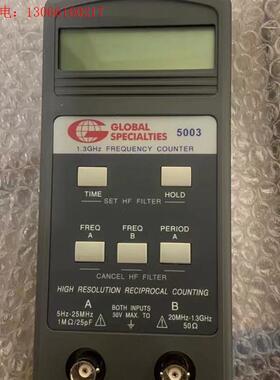 电：13066100317
GLOBAL
SPECIALTIES 5003
1.3GHz FREQUENCY COUNTER
TIME HOLD
SET HF FILTER
FREQ FREQ PERIOD
A B A
CANCEL HF FILTER
HIGH RESOLUTION RECIPROCAL COUNTING
A B
5Hz-25MHz BOTH INPUTS 20MHz-1.3GHz
1MΩ/25pF 30V MAX. TO 50Ω